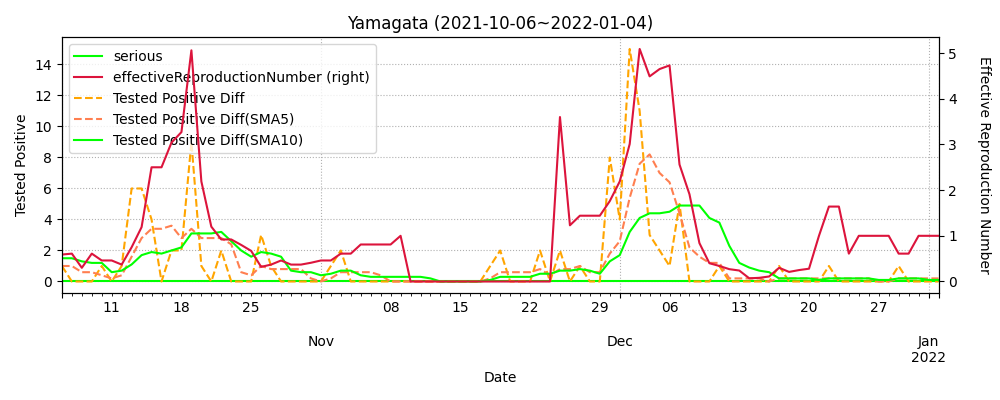 Yamagata (2021-10-06~2022-01-04)
serious
effectiveReproductionNumber (right)
Tested Positive Diff
Tested Positive Diff(SMA5)
Tested Positive Diff(SMA10)
Tested Positive
14
12
10
8
6
4
2
0
5
4
3
2
1
0
Effective Reproduction Number
11 18 25 08 15 22 29 06 13 20 27
Nov Dec Jan
2022
Date